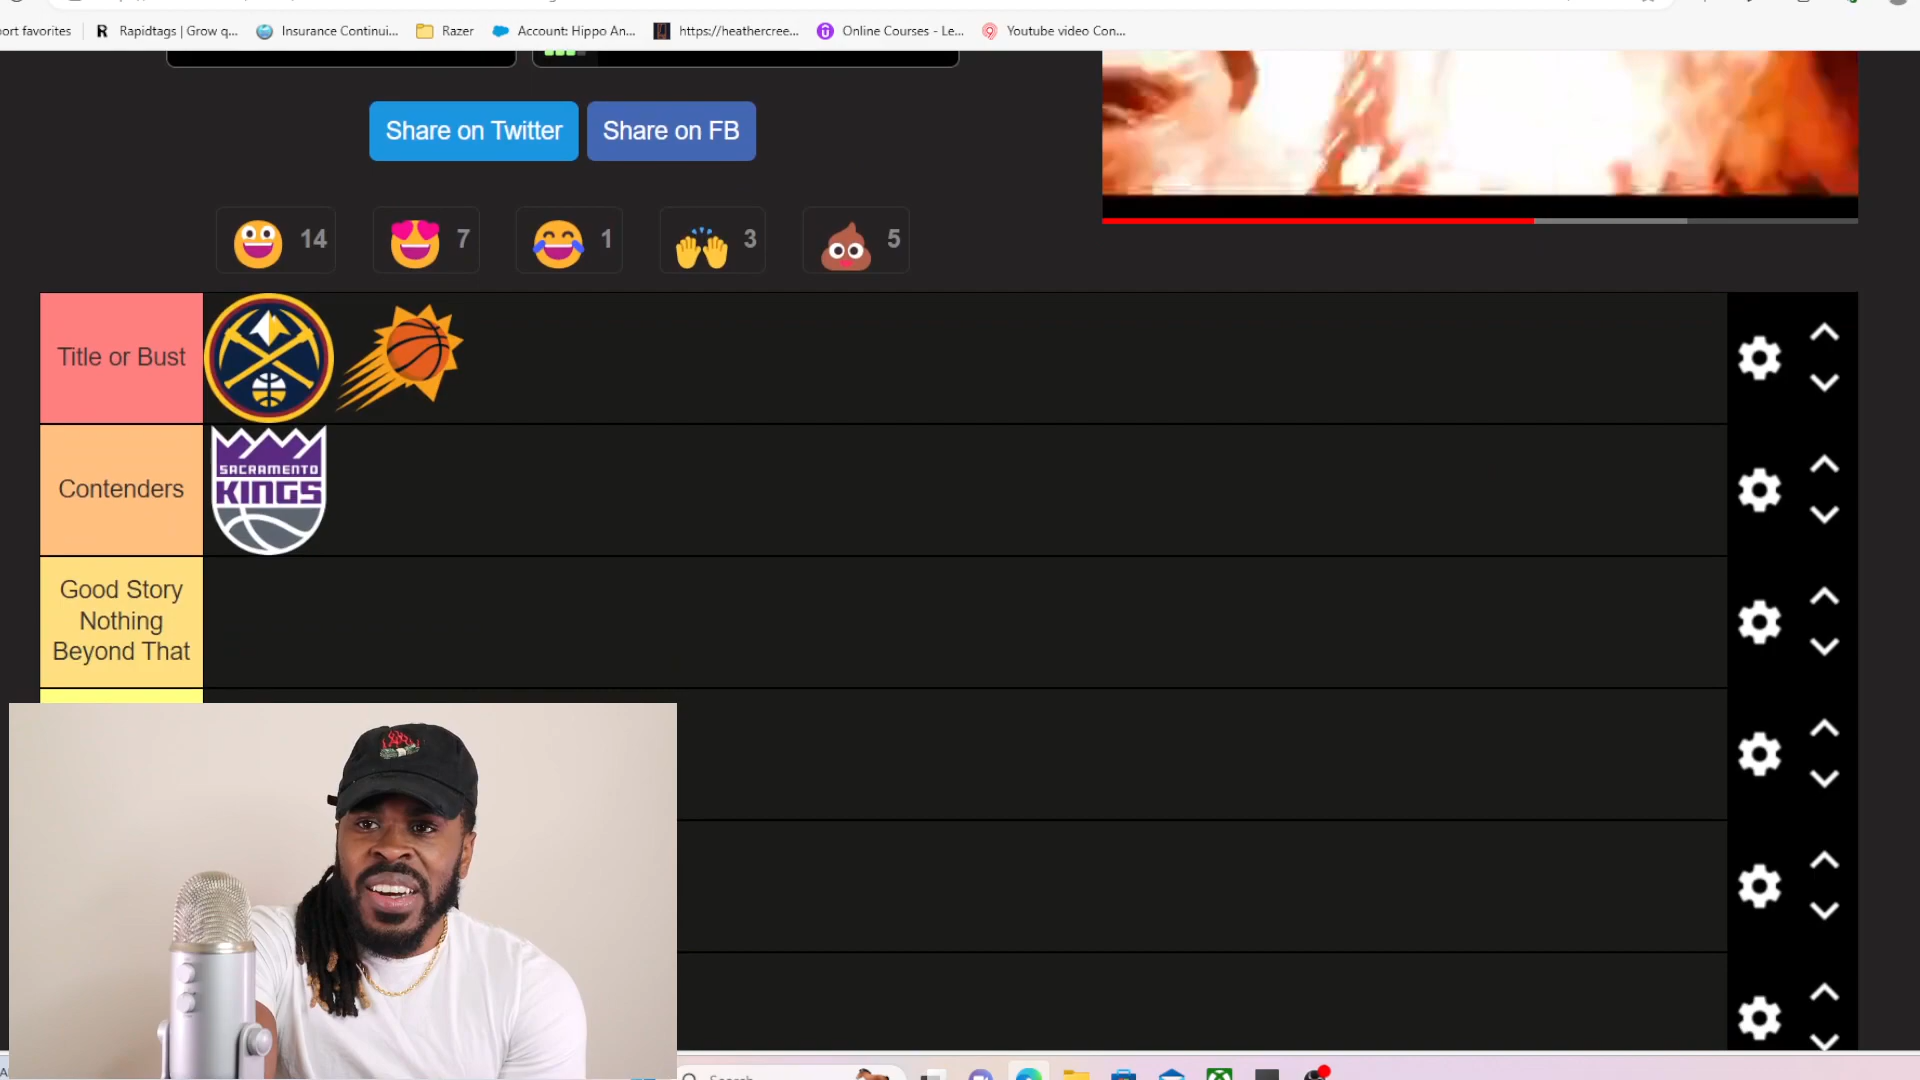 ort favorites
Rapidtags | Grow q...
Insurance Continui...
Razer
Account: Hippo An...
https://heathercree...
Online Courses - Le...
Youtube video Con...
Share on Twitter
Share on FB
14
7
1
3
5
Title or Bust
Contenders
SACRAMENTO
KINGS
Good Story
Nothing
Beyond That
Search